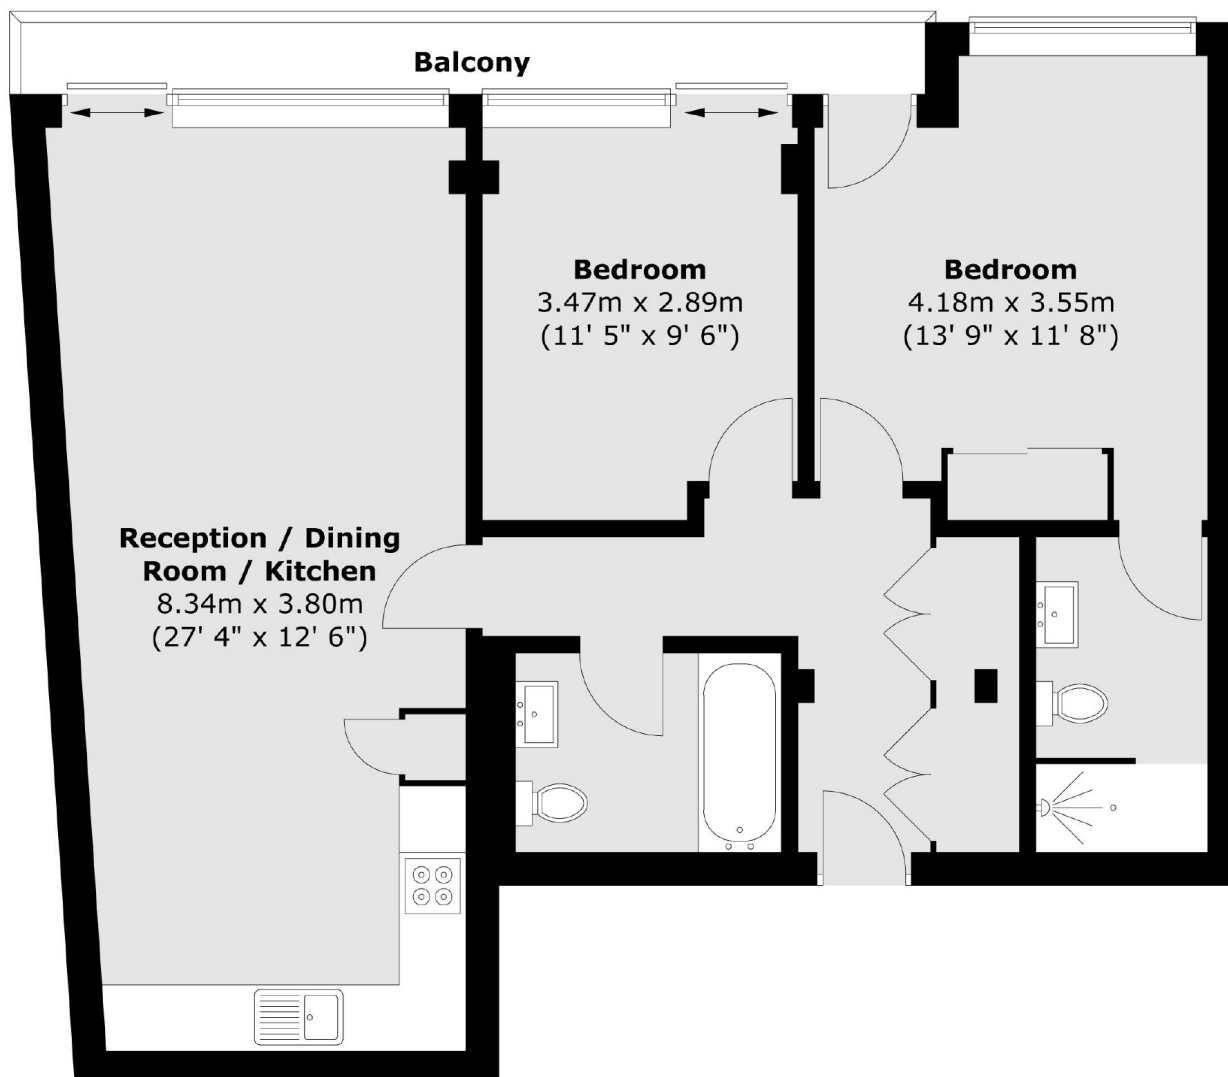 Balcony
Bedroom
3.47m x 2.89m
(11' 5" x 9' 6")
Bedroom
4.18m x 3.55m
(13' 9" x 11' 8")
Reception / Dining
Room / Kitchen
8.34m x 3.80m
(27' 4" x 12' 6")